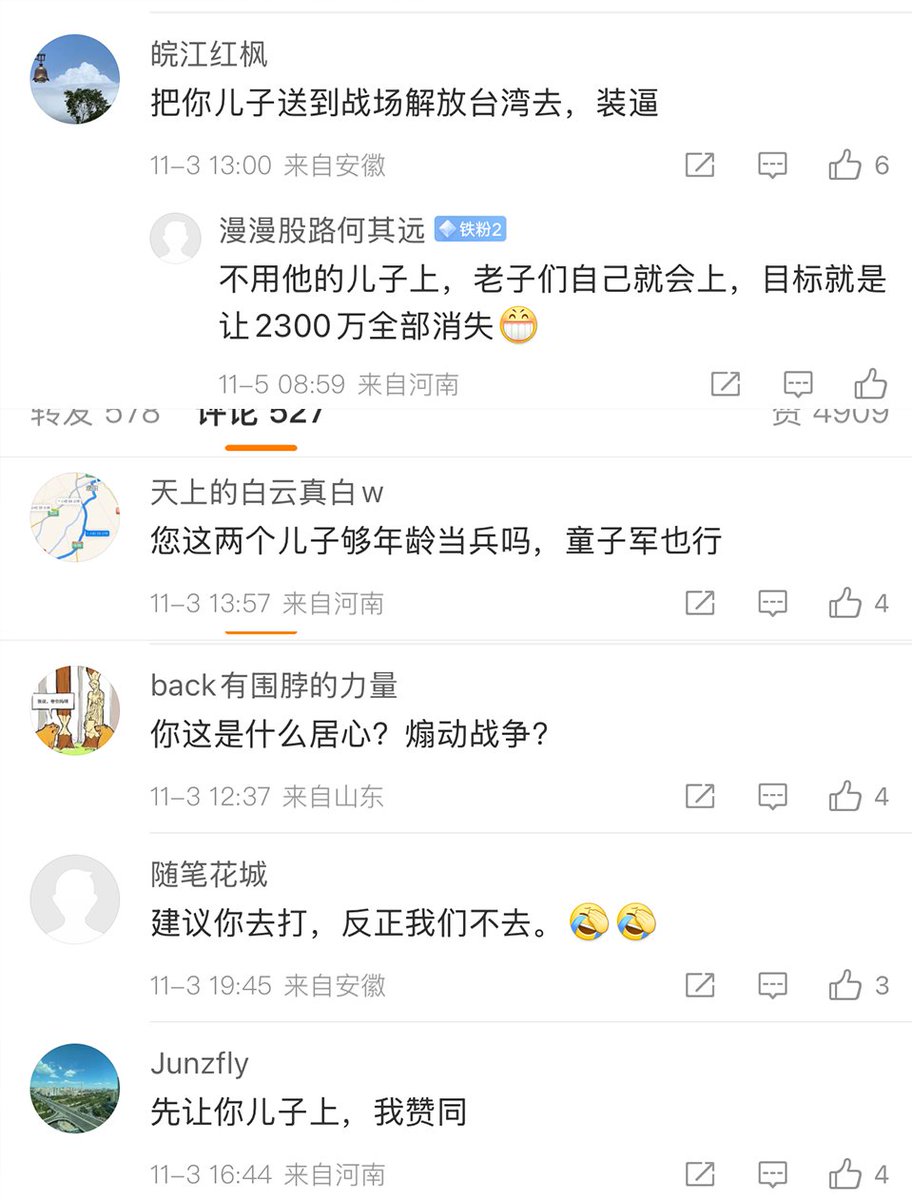 皖江红枫
把你儿子送到战场解放台湾去，装逼
11-3 13:00 来自安徽
6
漫漫股路何其远 铁粉2
不用他的儿子上，老子们自己就会上，目标就是
让2300万全部消失
11-5 08:59 来自河南
转发 578 评论 527 赞 4909
天上的白云真白w
您这两个儿子够年龄当兵吗，童子军也行
11-3 13:57 来自河南
4
back有围脖的力量
你这是什么居心？煽动战争？
11-3 12:37 来自山东
4
随笔花城
建议你去打，反正我们不去。
11-3 19:45 来自安徽
3
Junzfly
先让你儿子上，我赞同
11-3 16:44 来自河南
4